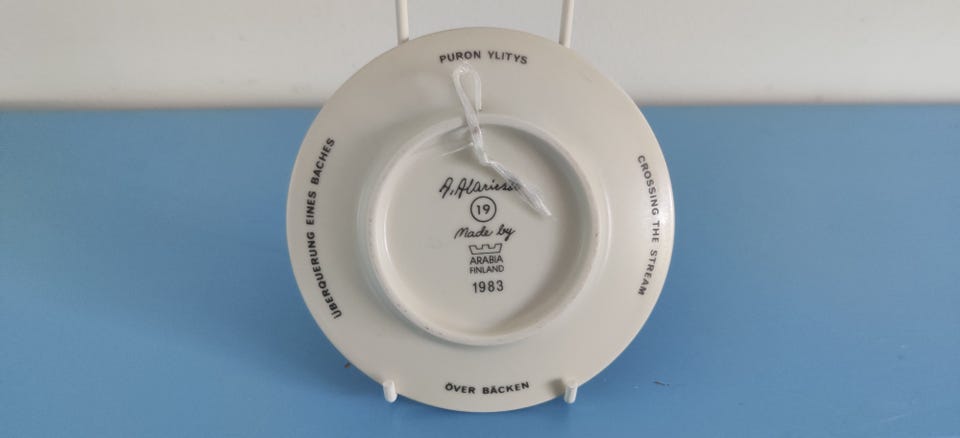 PURON YLITYS
CROSSING THE STREAM
ÖVER BÄCKEN
ÜBERQUERUNG EINES BACHES
19
Made by
ARABIA
FINLAND
1983